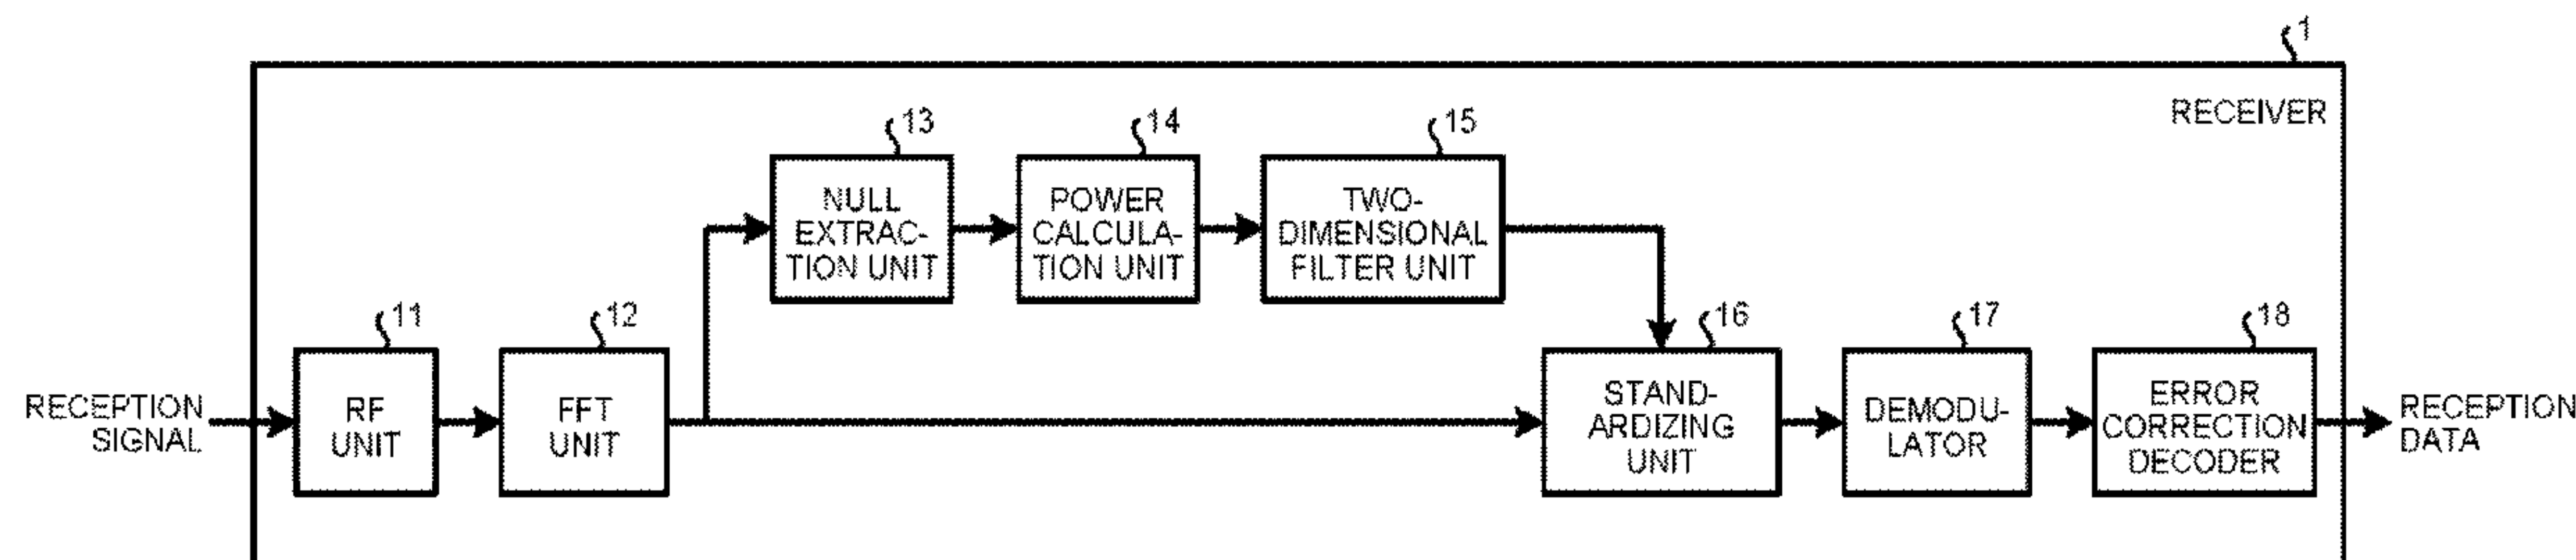 1
RECEIVER
13
14
15
NULL
EXTRAC-
TION UNIT
POWER
CALCULA-
TION UNIT
TWO-
DIMENSIONAL
FILTER UNIT
11
12
16
17
18
RECEPTION
SIGNAL
RF
UNIT
FFT
UNIT
STAND-
ARDIZING
UNIT
DEMODU-
LATOR
ERROR
CORRECTION
DECODER
RECEPTION
DATA